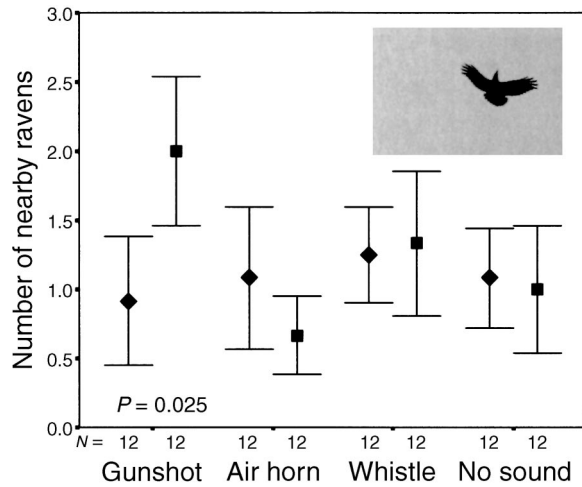 Number of nearby ravens
3.0
2.5
2.0
1.5
1.0
0.5
0.0
P = 0.025
N = 12 12 12 12 12 12 12 12
Gunshot Air horn Whistle No sound